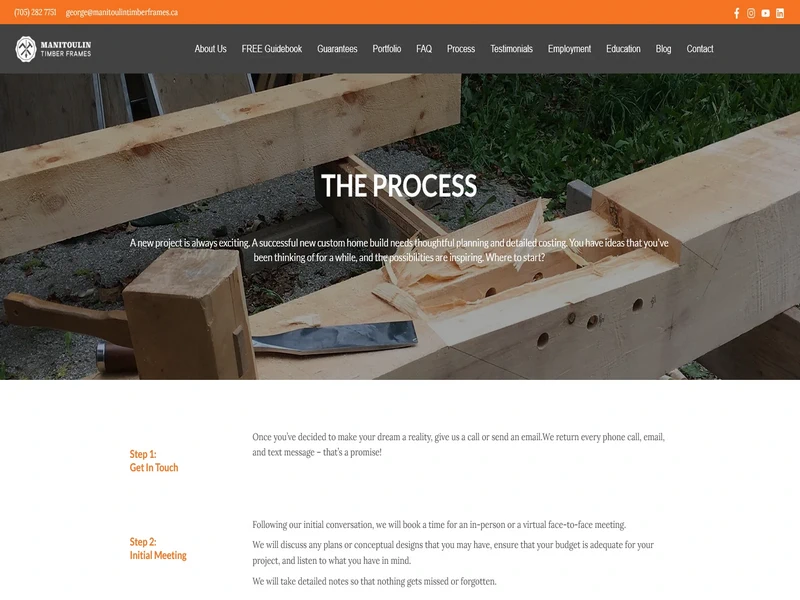 (705) 282 7751 george@manitoulintimberframes.ca
MANITOULIN
TIMBER FRAMES
About Us FREE Guidebook Guarantees Portfolio FAQ Process Testimonials Employment Education Blog Contact
THE PROCESS
A new project is always exciting. A successful new custom home build needs thoughtful planning and detailed costing. You have ideas that you've
been thinking of for a while, and the possibilities are inspiring. Where to start?
Step 1:
Get In Touch
Once you've decided to make your dream a reality, give us a call or send an email.We return every phone call, email,
and text message – that's a promise!
Step 2:
Initial Meeting
Following our initial conversation, we will book a time for an in-person or a virtual face-to-face meeting.
We will discuss any plans or conceptual designs that you may have, ensure that your budget is adequate for your
project, and listen to what you have in mind.
We will take detailed notes so that nothing gets missed or forgotten.